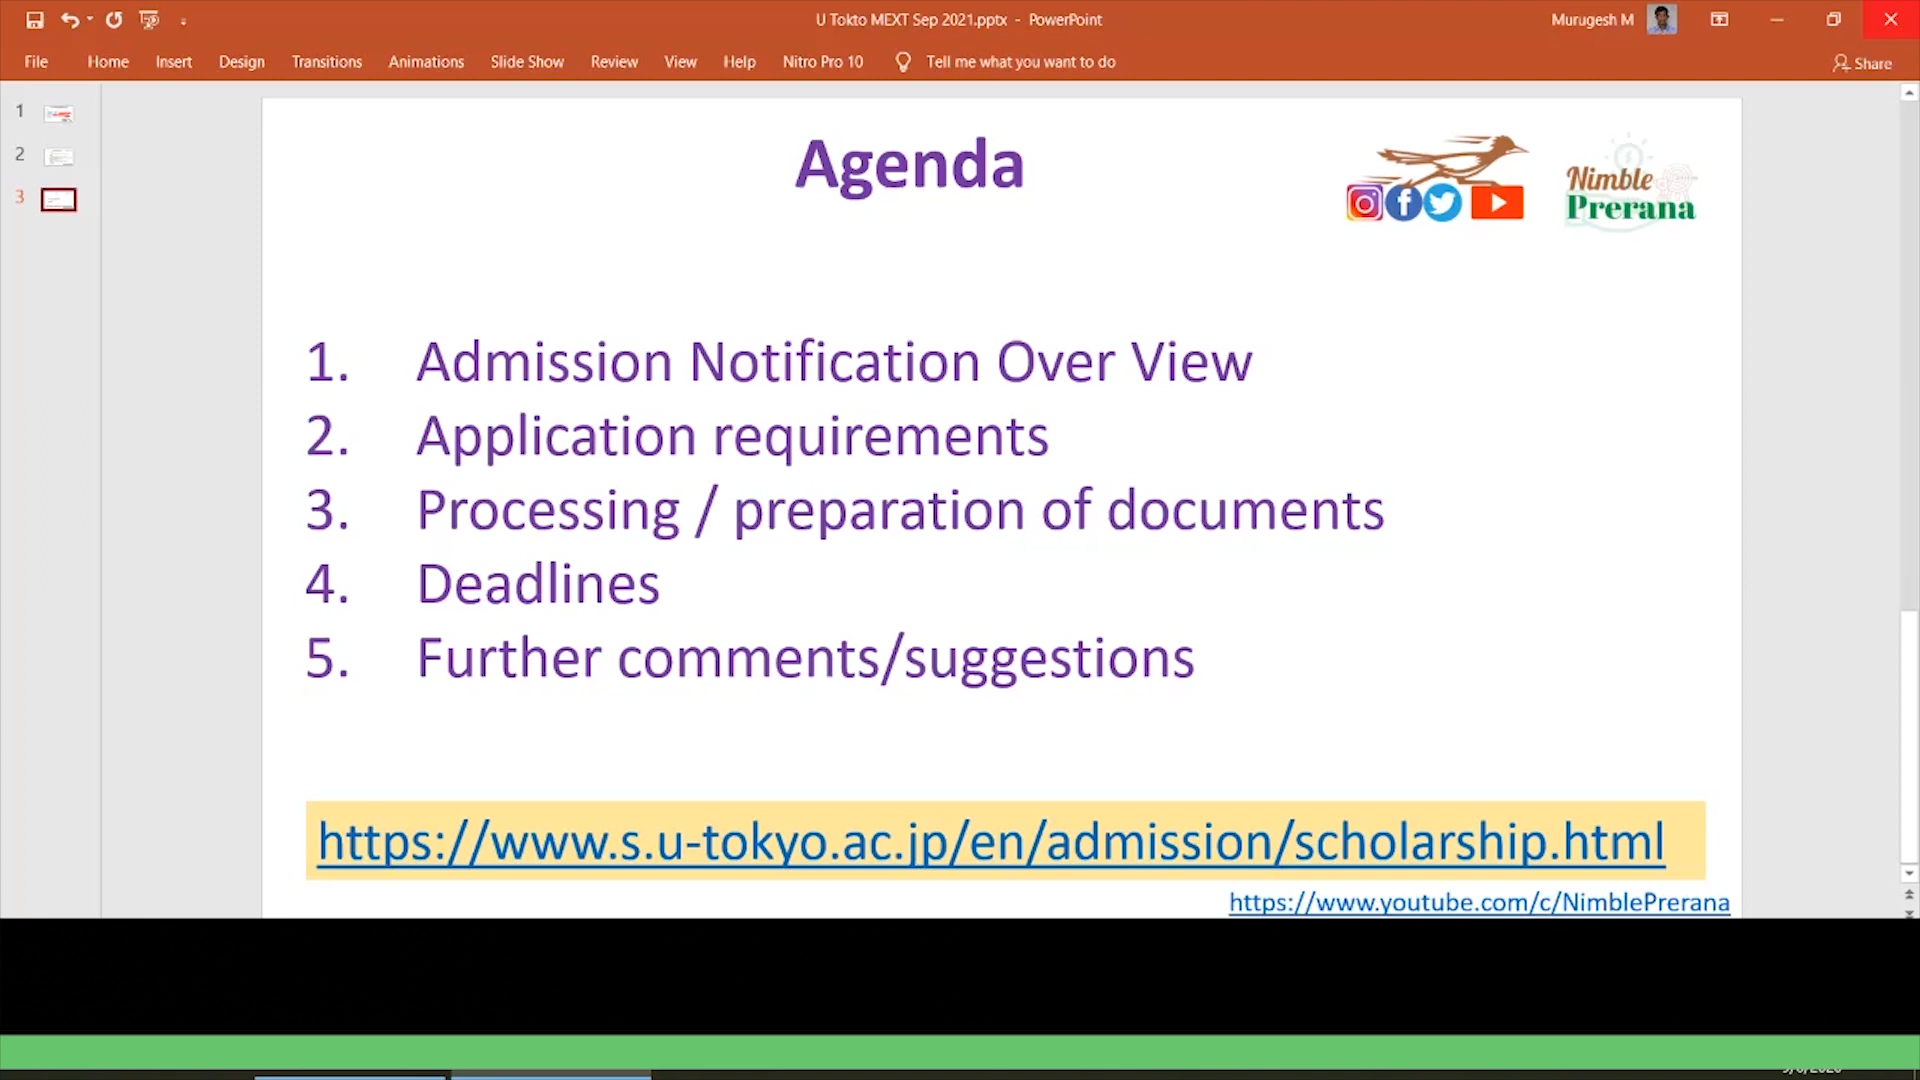 U Tokto MEXT Sep 2021.pptx - PowerPoint
Murugesh M
File Home Insert Design Transitions Animations Slide Show Review View Help Nitro Pro 10 Tell me what you want to do
Share
1
2
3
Agenda
Nimble
Prerana
1. Admission Notification Over View
2. Application requirements
3. Processing / preparation of documents
4. Deadlines
5. Further comments/suggestions
https://www.s.u-tokyo.ac.jp/en/admission/scholarship.html
https://www.youtube.com/c/NimblePrerana